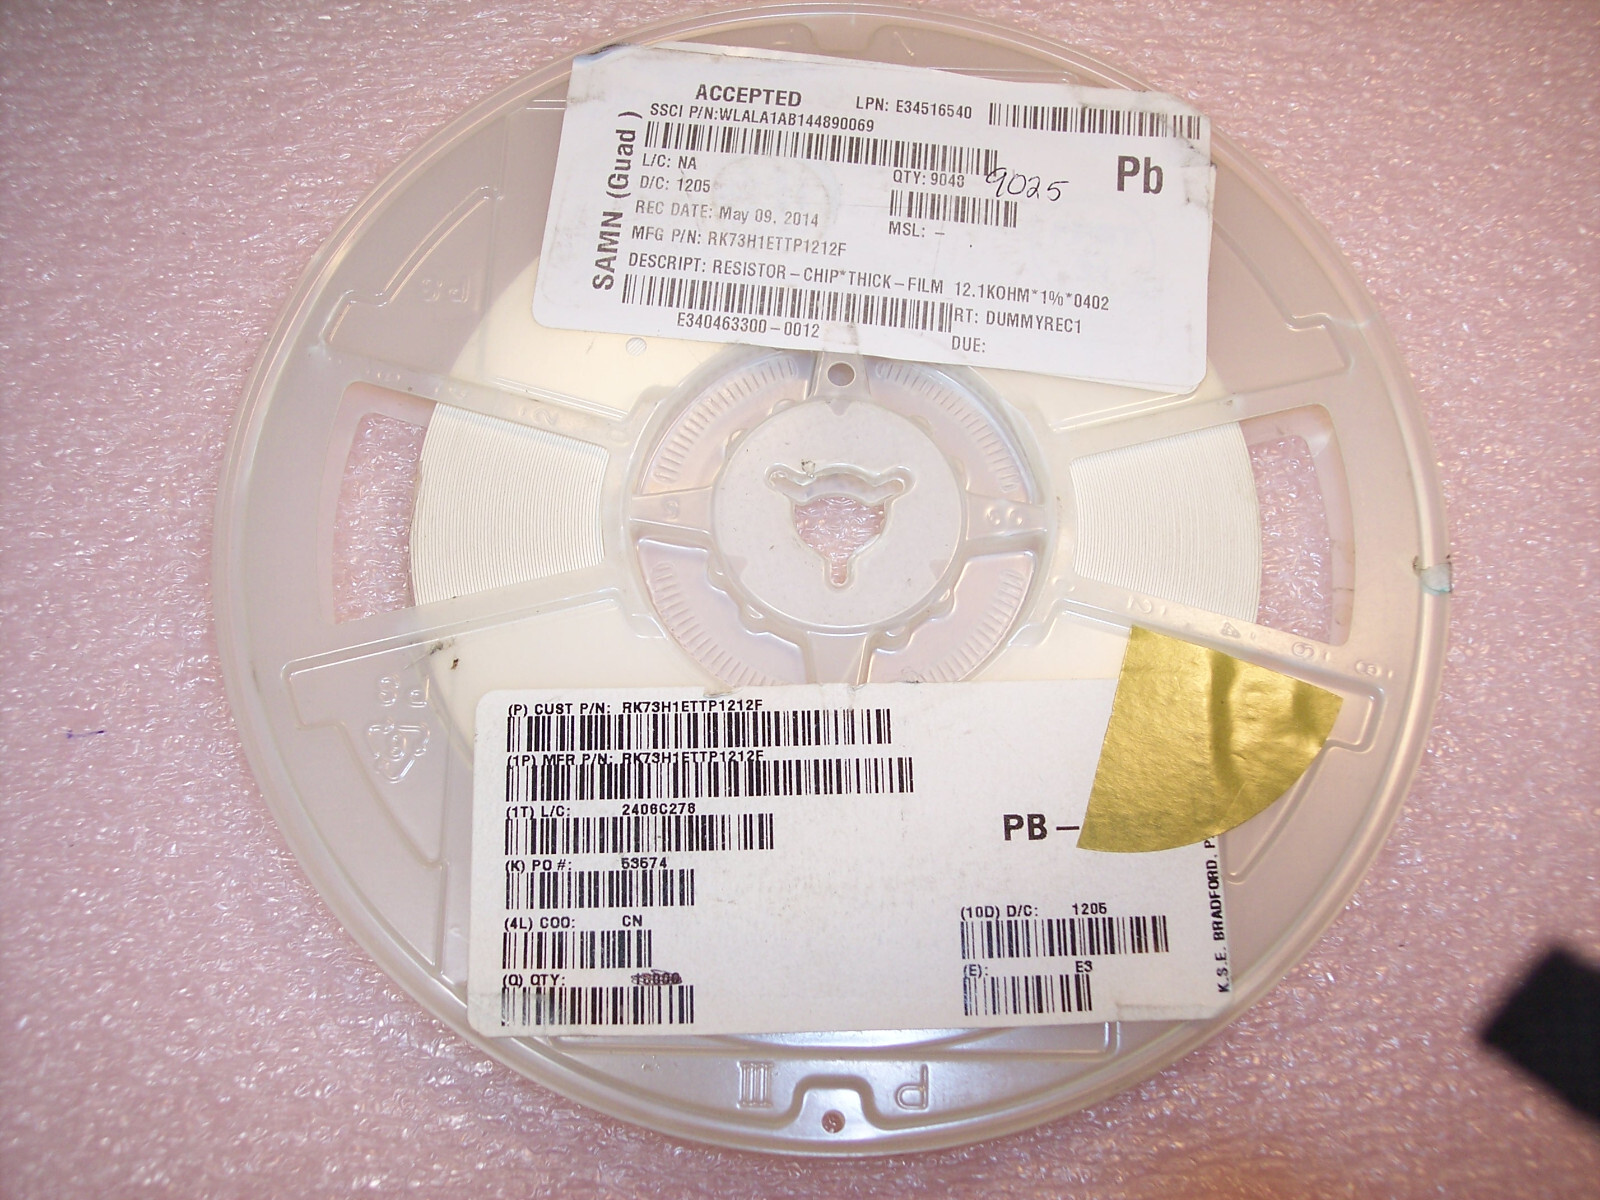 ACCEPTED LPN: E34516540
SSCI P/N:WLALA1AB144890069
L/C: NA
QTY: 9048 9025
Pb
D/C: 1205
REC DATE: May 09, 2014
MSL: –
MFG P/N: RK73H1ETTP1212F
DESCRIPT: RESISTOR–CHIP*THICK–FILM 12.1KOHM*1%*0402
RT: DUMMYREC1
E340463300–0012
DUE:
SAMN (Guad )
(P) CUST P/N: RK73H1ETTP1212F
(1P) MFR P/N: RK73H1ETTP1212F
(1T) L/C: 2406C278
PB–
(K) PO #: 53674
(4L) COO: CN
(10D) D/C: 1205
(Q) QTY: 15000
(E): E3
K.S.E. BRADFORD, P
P III